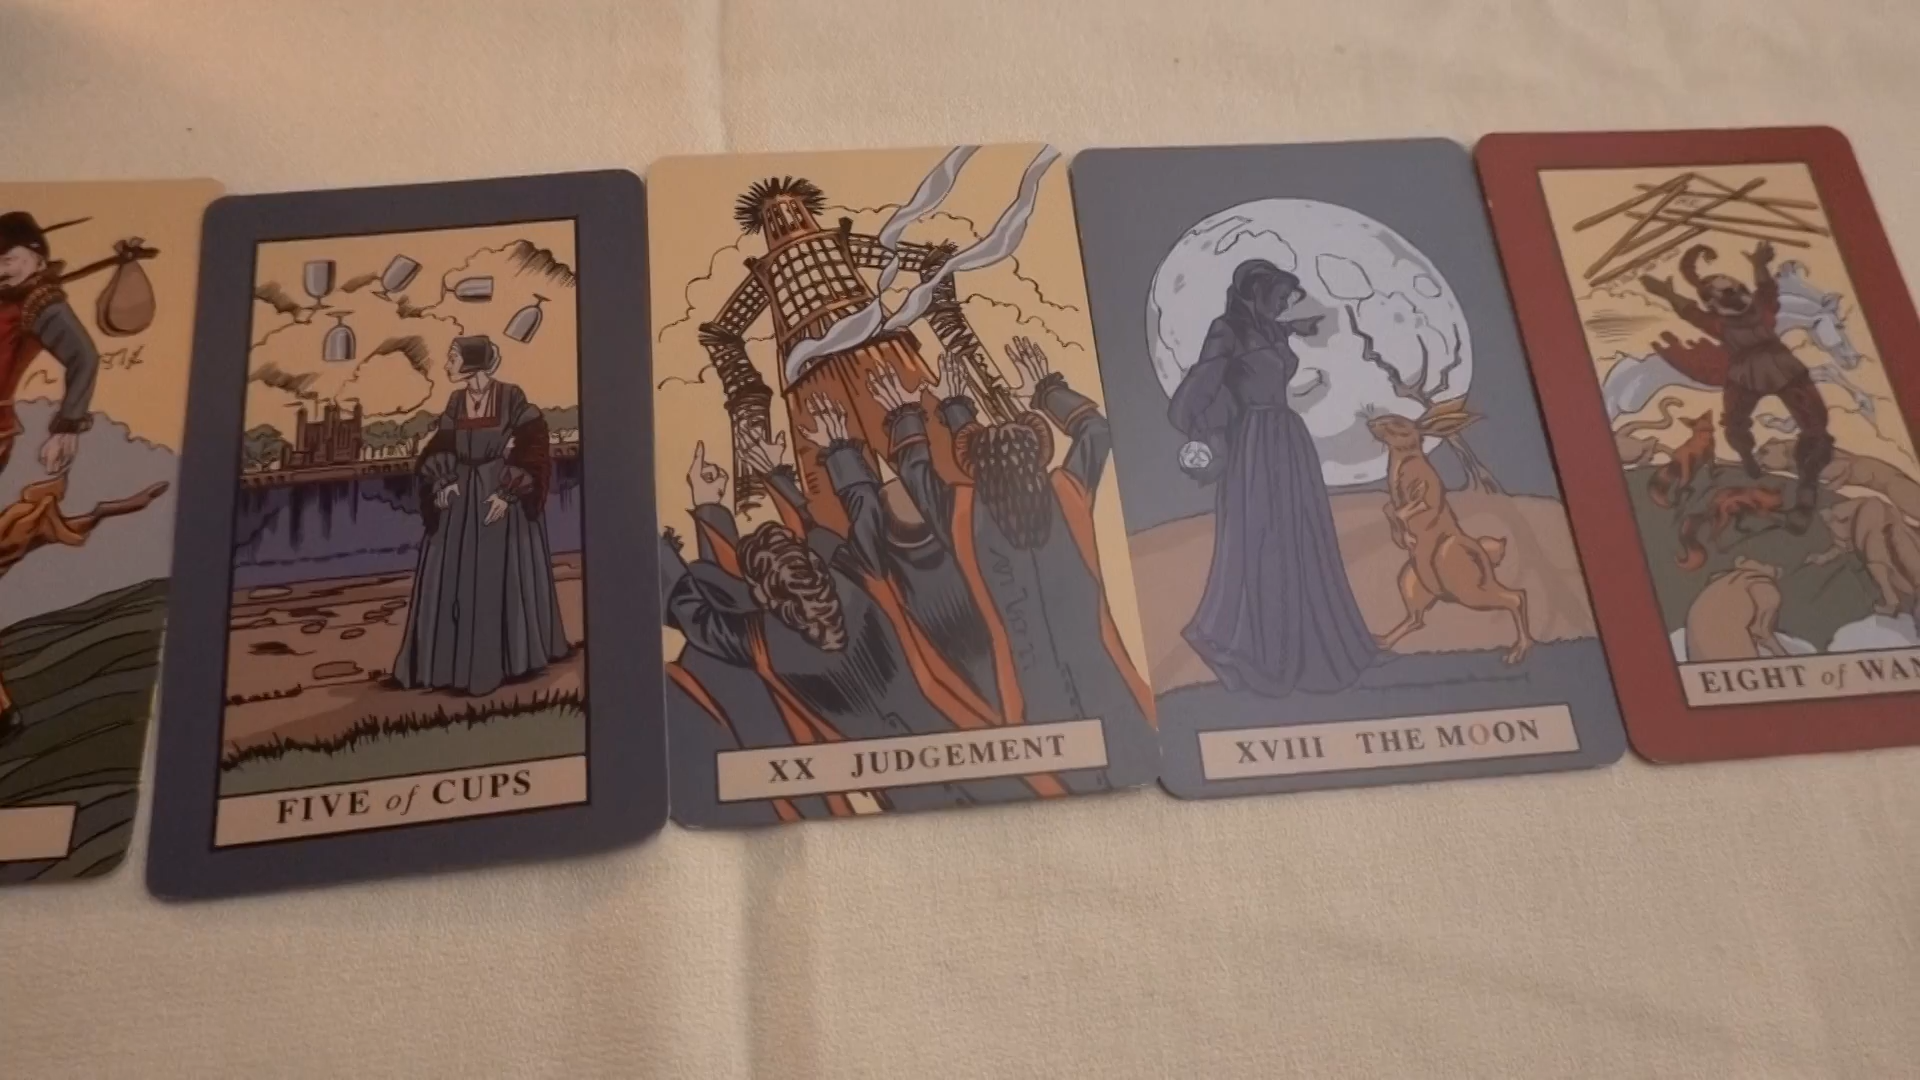 FIVE of CUPS
XX JUDGEMENT
XVIII THE MOON
EIGHT of WAN